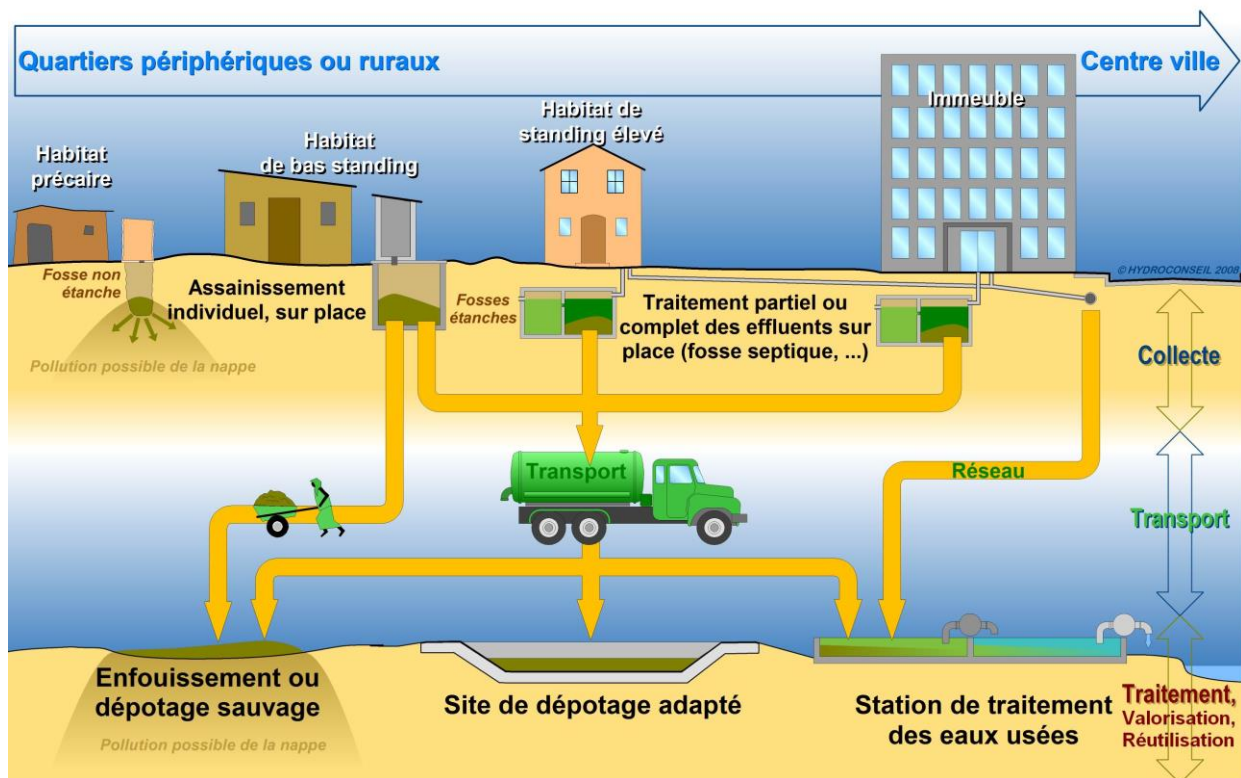 Quartiers périphériques ou ruraux
Centre ville
Immeuble
Habitat de
standing élevé
Habitat
de bas standing
Habitat
précaire
Fosse non
étanche
Assainissement
individuel, sur place
Fosses
étanches
Traitement partiel ou
complet des effluents sur
place (fosse septique, ...)
© HYDROCONSEIL 2008
Pollution possible de la nappe
Collecte
Transport
Réseau
Transport
Enfouissement ou
dépotage sauvage
Pollution possible de la nappe
Site de dépotage adapté
Station de traitement
des eaux usées
Traitement,
Valorisation,
Réutilisation